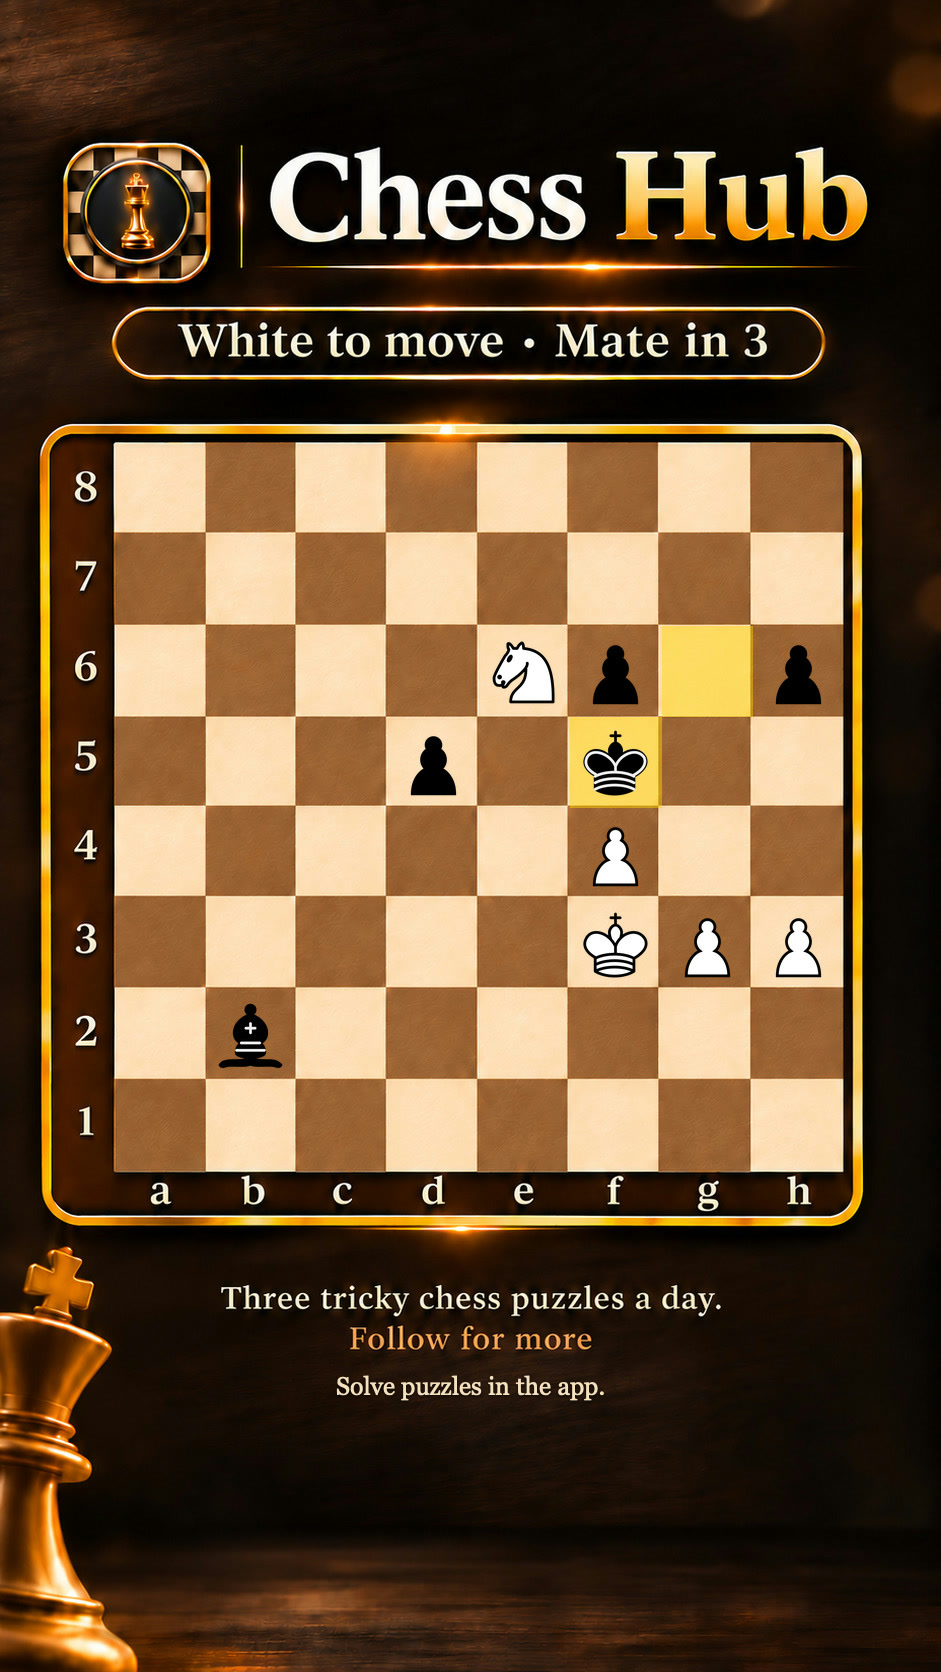 Chess Hub
White to move • Mate in 3
8
7
6
5
4
3
2
1
a b c d e f g h
Three tricky chess puzzles a day.
Follow for more
Solve puzzles in the app.